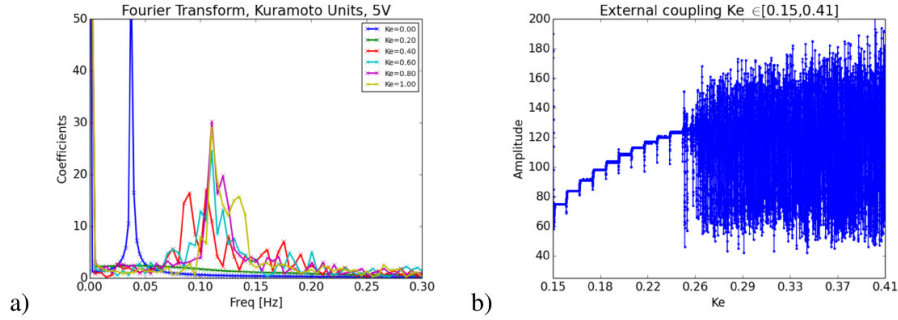 Fourier Transform, Kuramoto Units, 5V
50
40
30
20
10
0
Coefficients
Ke=0.00
Ke=0.20
Ke=0.40
Ke=0.60
Ke=0.80
Ke=1.00
0.00 0.05 0.10 0.15 0.20 0.25 0.30
Freq [Hz]
a)
External coupling Ke ∈[0.15,0.41]
200
180
160
140
120
100
80
60
40
Amplitude
0.15 0.18 0.22 0.26 0.29 0.33 0.37 0.41
Ke
b)